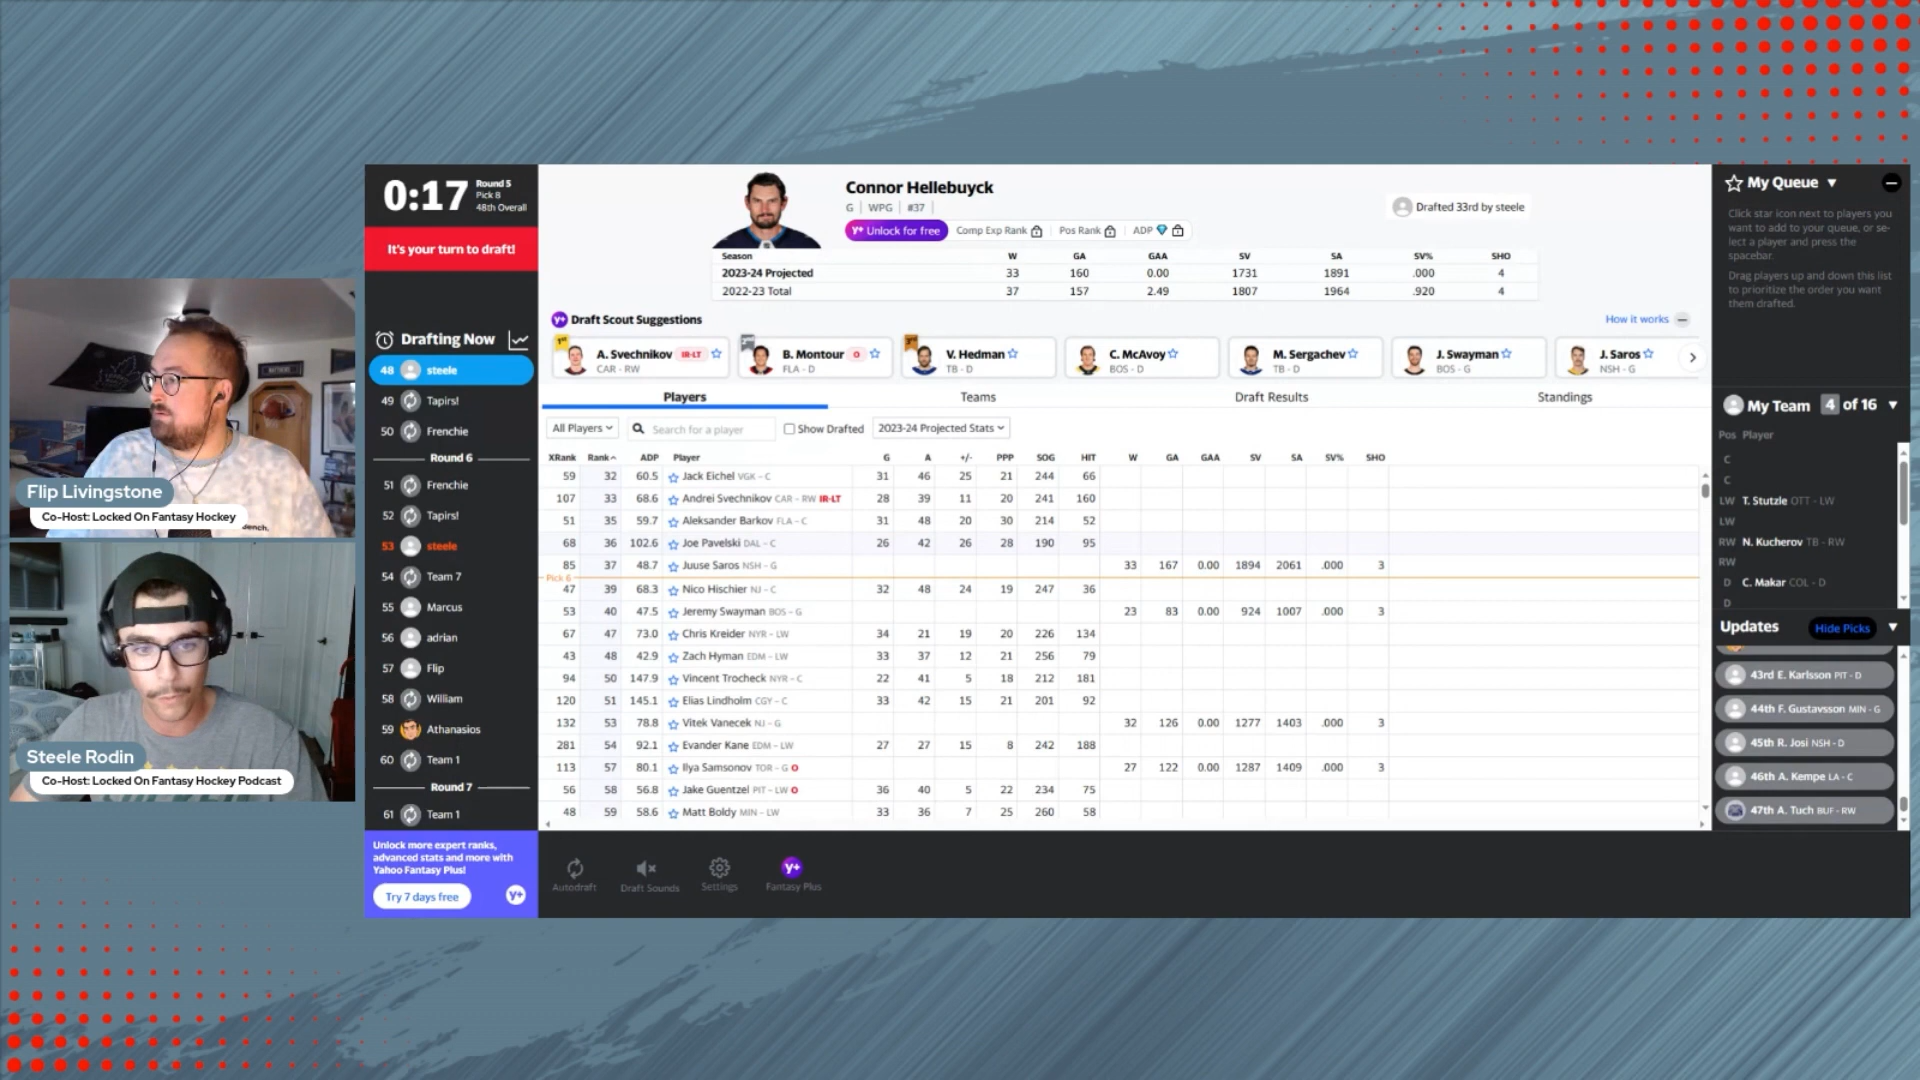 0:17
Round 5
Pick 8
48th Overall
It's your turn to draft!
Drafting Now
48 steele
49 Tapirs!
50 Frenchie
Round 6
51 Frenchie
52 Tapirs!
53 steele
54 Team 7
55 Marcus
56 adrian
57 Flip
58 William
59 Athanasios
60 Team 1
Round 7
61 Team 1
Unlock more expert ranks,
advanced stats and more with
Yahoo Fantasy Plus!
Try 7 days free
y+
Flip Livingstone
Co-Host: Locked On Fantasy Hockey
Steele Rodin
Co-Host: Locked On Fantasy Hockey Podcast
Connor Hellebuyck
G | WPG | #37
Y+ Unlock for free Comp Exp Rank Pos Rank ADP
Drafted 33rd by steele
Season W GA GAA SV SA SV% SHO
2023-24 Projected 33 160 0.00 1731 1891 .000 4
2022-23 Total 37 157 2.49 1807 1964 .920 4
Draft Scout Suggestions
How it works
A. Svechnikov IR-LT
CAR - RW
B. Montour O
FLA - D
V. Hedman
TB - D
C. McAvoy
BOS - D
M. Sergachev
TB - D
J. Swayman
BOS - G
J. Saros
NSH - G
Players Teams Draft Results Standings
All Players Search for a player Show Drafted 2023-24 Projected Stats
XRank Rank ADP Player G A +/- PPP SOG HIT W GA GAA SV SA SV% SHO
59 32 60.5 Jack Eichel VGK - C 31 46 25 21 244 66
107 33 68.6 Andrei Svechnikov CAR - RW IR-LT 28 39 11 20 241 160
51 35 59.7 Aleksander Barkov FLA - C 31 48 20 30 214 52
68 36 102.6 Joe Pavelski DAL - C 26 42 26 28 190 95
85 37 48.7 Juuse Saros NSH - G 33 167 0.00 1894 2061 .000 3
Pick 6
47 39 68.3 Nico Hischier NJ - C 32 48 24 19 247 36
53 40 47.5 Jeremy Swayman BOS - G 23 83 0.00 924 1007 .000 3
67 47 73.0 Chris Kreider NYR - LW 34 21 19 20 226 134
43 48 42.9 Zach Hyman EDM - LW 33 37 12 21 256 79
94 50 147.9 Vincent Trocheck NYR - C 22 41 5 18 212 181
120 51 145.1 Elias Lindholm CGY - C 33 42 15 21 201 92
132 53 78.8 Vitek Vanecek NJ - G 32 126 0.00 1277 1403 .000 3
281 54 92.1 Evander Kane EDM - LW 27 27 15 8 242 188
113 57 80.1 Ilya Samsonov TOR - G O 27 122 0.00 1287 1409 .000 3
56 58 56.8 Jake Guentzel PIT - LW O 36 40 5 22 234 75
48 59 58.6 Matt Boldy MIN - LW 33 36 7 25 260 58
Autodraft Draft Sounds Settings Fantasy Plus
My Queue
Click star icon next to players you
want to add to your queue, or se-
lect a player and press the
spacebar.
Drag players up and down this list
to prioritize the order you want
them drafted.
My Team 4 of 16
Pos Player
C
C
LW T. Stutzle OTT - LW
LW
RW N. Kucherov TB - RW
RW
D C. Makar COL - D
D
Updates Hide Picks
43rd E. Karlsson PIT - D
44th F. Gustavsson MIN - G
45th R. Josi NSH - D
46th A. Kempe LA - C
47th A. Tuch BUF - RW